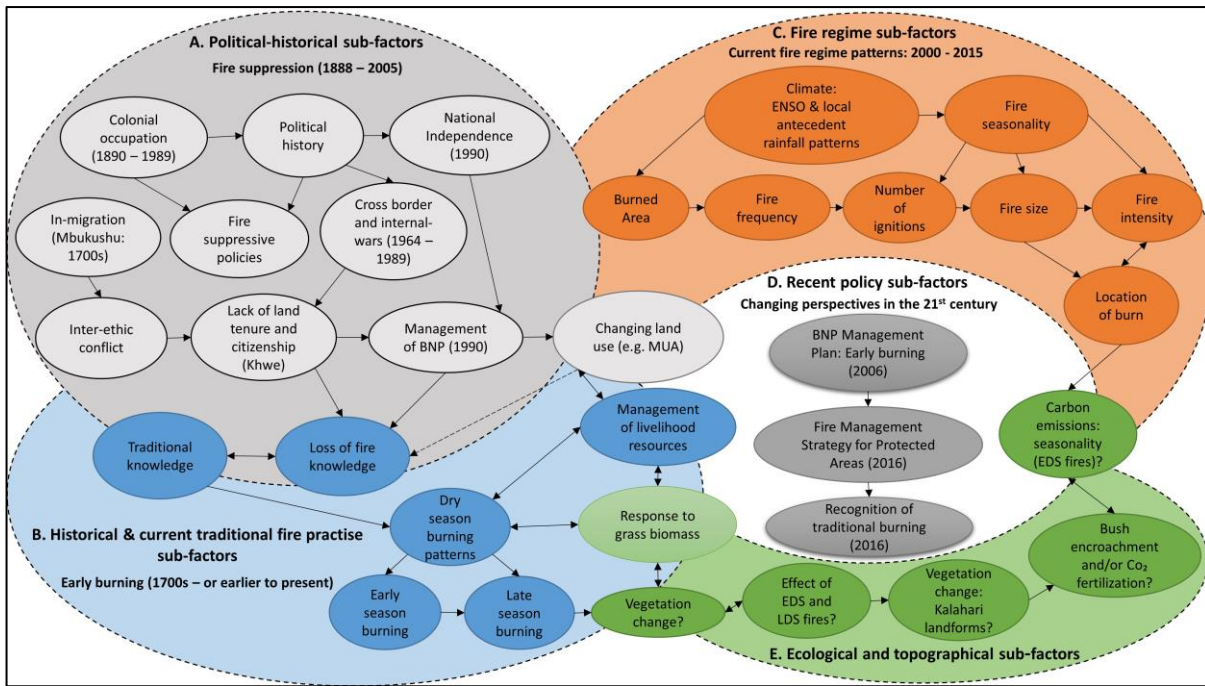 A. Political-historical sub-factors
Fire suppression (1888 – 2005)
Colonial
occupation
(1890 – 1989)
Political
history
National
Independence
(1990)
In-migration
(Mbukushu:
1700s)
Fire
suppressive
policies
Cross border
and internal-
wars (1964 –
1989)
Inter-ethic
conflict
Lack of land
tenure and
citizenship
(Khwe)
Management
of BNP (1990)
Changing land
use (e.g. MUA)
Traditional
knowledge
Loss of fire
knowledge
Management
of livelihood
resources
Dry
season
burning
patterns
Response to
grass biomass
B. Historical & current traditional fire practise
sub-factors
Early burning (1700s – or earlier to present)
Early
season
burning
Late
season
burning
Vegetation
change?
C. Fire regime sub-factors
Current fire regime patterns: 2000 - 2015
Climate:
ENSO & local
antecedent
rainfall patterns
Fire
seasonality
Burned
Area
Fire
frequency
Number
of
ignitions
Fire size
Fire
intensity
Location
of burn
D. Recent policy sub-factors
Changing perspectives in the 21st century
BNP Management
Plan: Early burning
(2006)
Fire Management
Strategy for Protected
Areas (2016)
Recognition of
traditional burning
(2016)
Carbon
emissions:
seasonality
(EDS fires)?
Bush
encroachment
and/or Co₂
fertilization?
Effect of
EDS and
LDS fires?
Vegetation
change:
Kalahari
landforms?
E. Ecological and topographical sub-factors